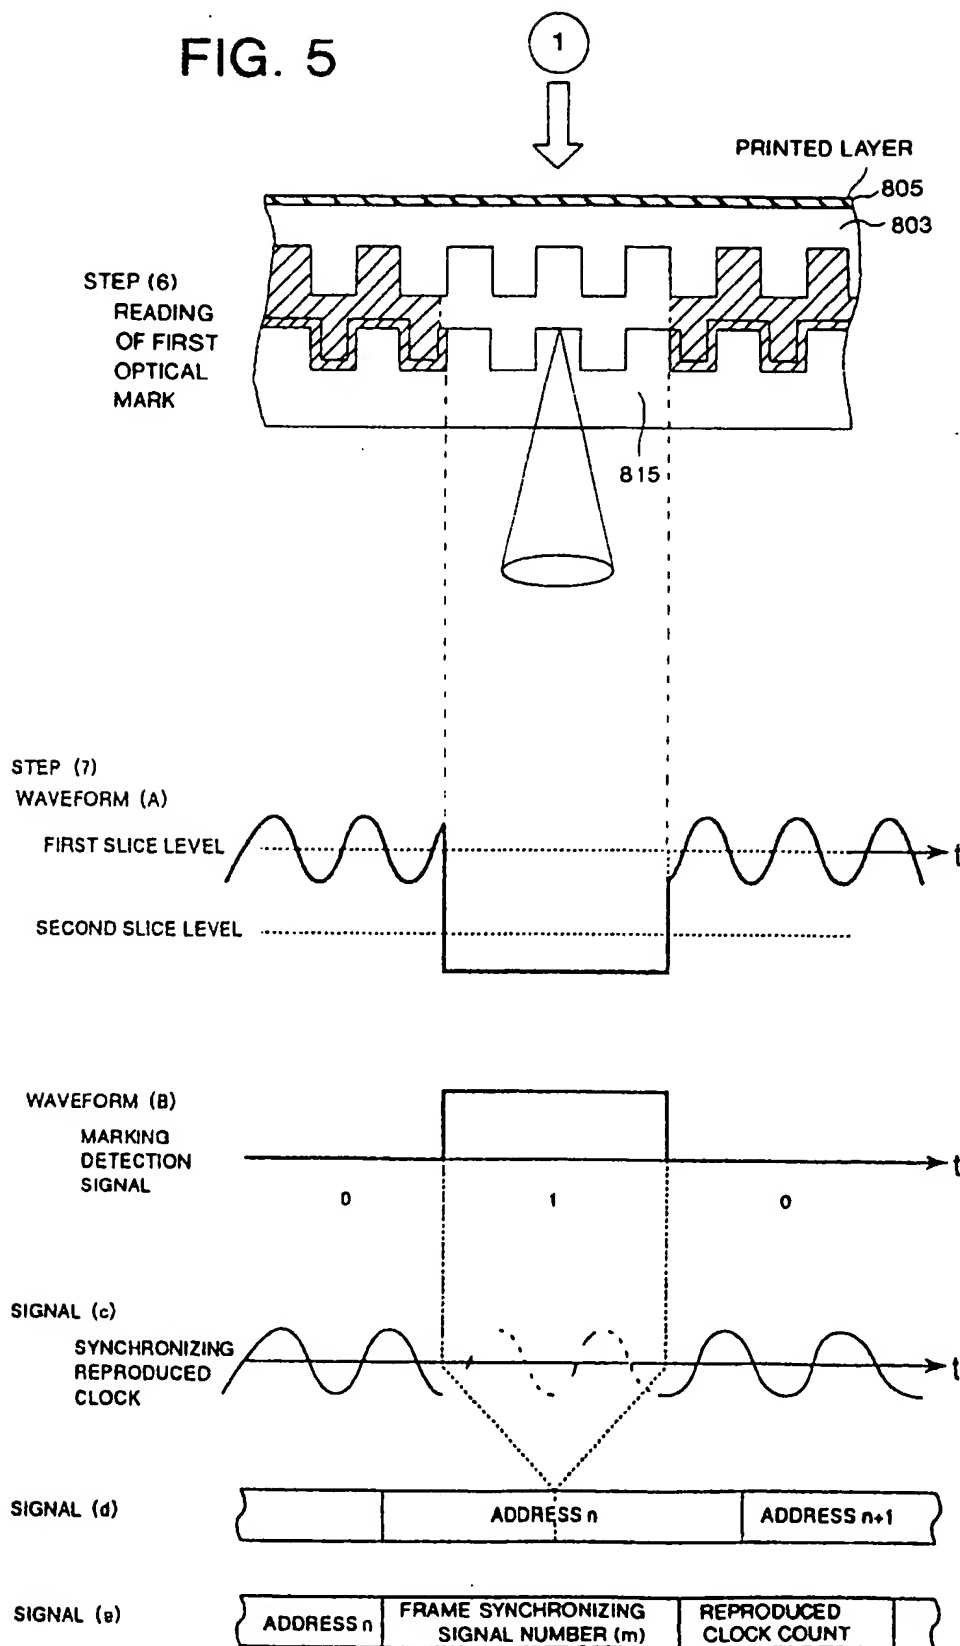 FIG. 5
1
PRINTED LAYER
805
803
STEP (6)
READING
OF FIRST
OPTICAL
MARK
815
STEP (7)
WAVEFORM (A)
FIRST SLICE LEVEL
t
SECOND SLICE LEVEL
WAVEFORM (B)
MARKING
DETECTION
SIGNAL
t
0 1 0
SIGNAL (c)
SYNCHRONIZING
REPRODUCED
CLOCK
t
SIGNAL (d)
ADDRESS n
ADDRESS n+1
SIGNAL (e)
ADDRESS n
FRAME SYNCHRONIZING
SIGNAL NUMBER (m)
REPRODUCED
CLOCK COUNT